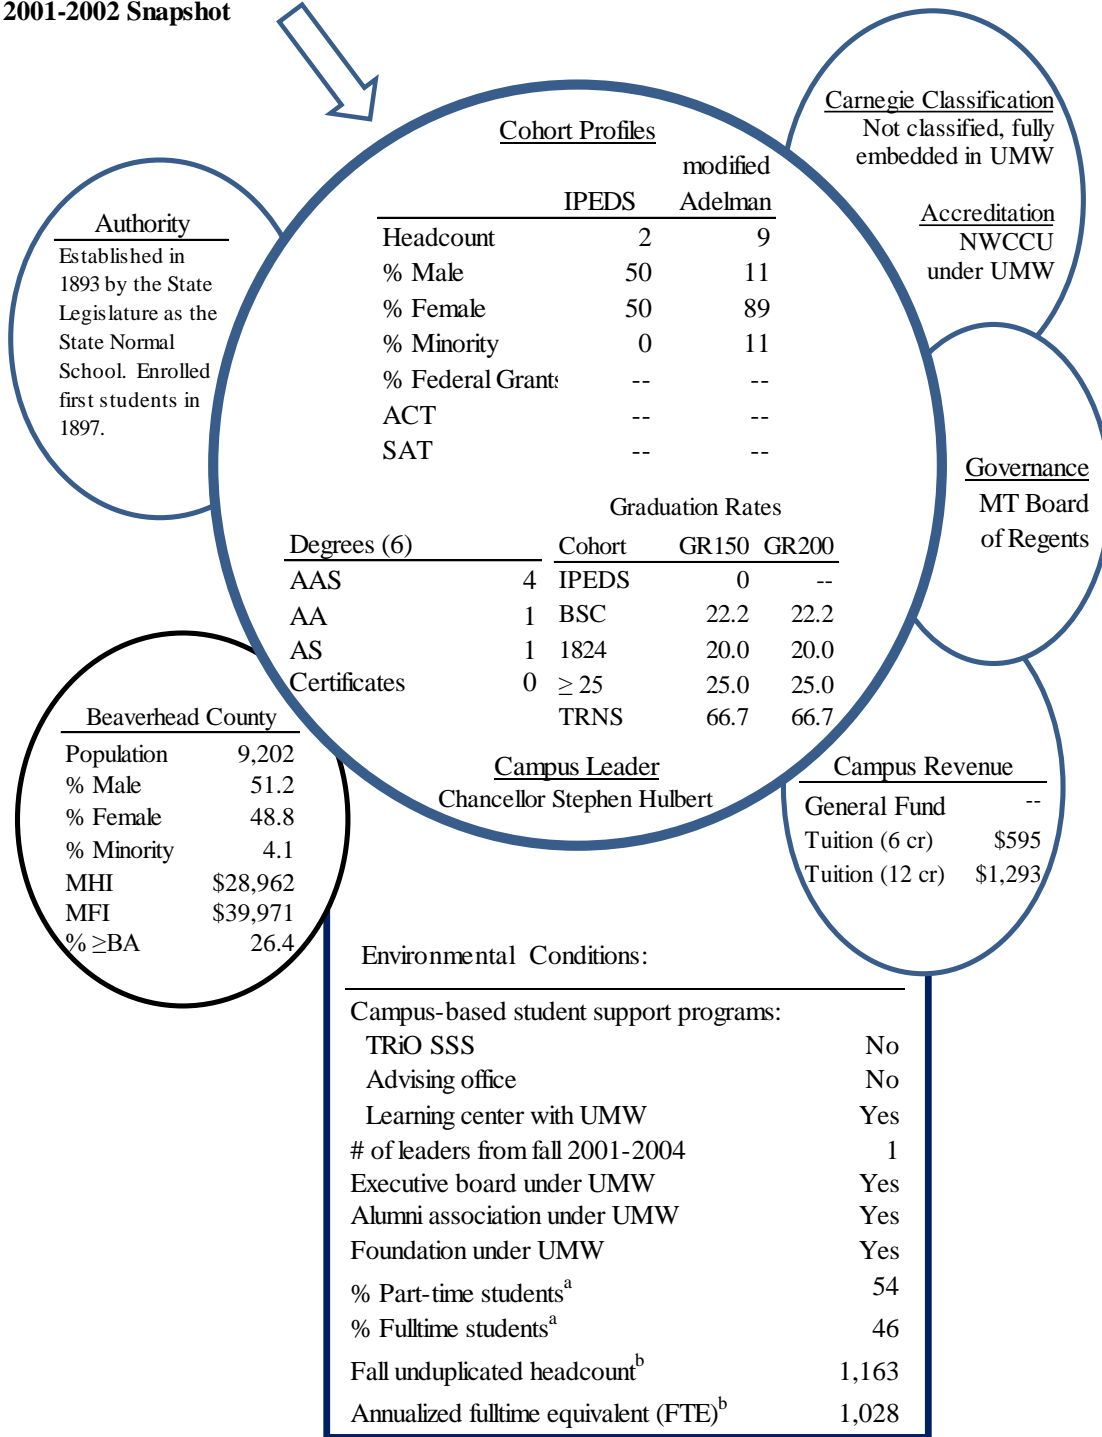 2001-2002 Snapshot
Carnegie Classification
Not classified, fully
embedded in UMW
Accreditation
NWCCU
under UMW
Authority
Established in
1893 by the State
Legislature as the
State Normal
School. Enrolled
first students in
1897.
Cohort Profiles
modified
IPEDS Adelman
Headcount 2 9
% Male 50 11
% Female 50 89
% Minority 0 11
% Federal Grants -- --
ACT -- --
SAT -- --
Governance
MT Board
of Regents
Graduation Rates
Degrees (6) Cohort GR150 GR200
AAS 4 IPEDS 0 --
AA 1 BSC 22.2 22.2
AS 1 1824 20.0 20.0
Certificates 0 ≥ 25 25.0 25.0
TRNS 66.7 66.7
Campus Leader
Chancellor Stephen Hulbert
Beaverhead County
Population 9,202
% Male 51.2
% Female 48.8
% Minority 4.1
MHI $28,962
MFI $39,971
% ≥BA 26.4
Campus Revenue
General Fund --
Tuition (6 cr) $595
Tuition (12 cr) $1,293
Environmental Conditions:
Campus-based student support programs:
TRiO SSS No
Advising office No
Learning center with UMW Yes
# of leaders from fall 2001-2004 1
Executive board under UMW Yes
Alumni association under UMW Yes
Foundation under UMW Yes
% Part-time students^a 54
% Fulltime students^a 46
Fall unduplicated headcount^b 1,163
Annualized fulltime equivalent (FTE)^b 1,028